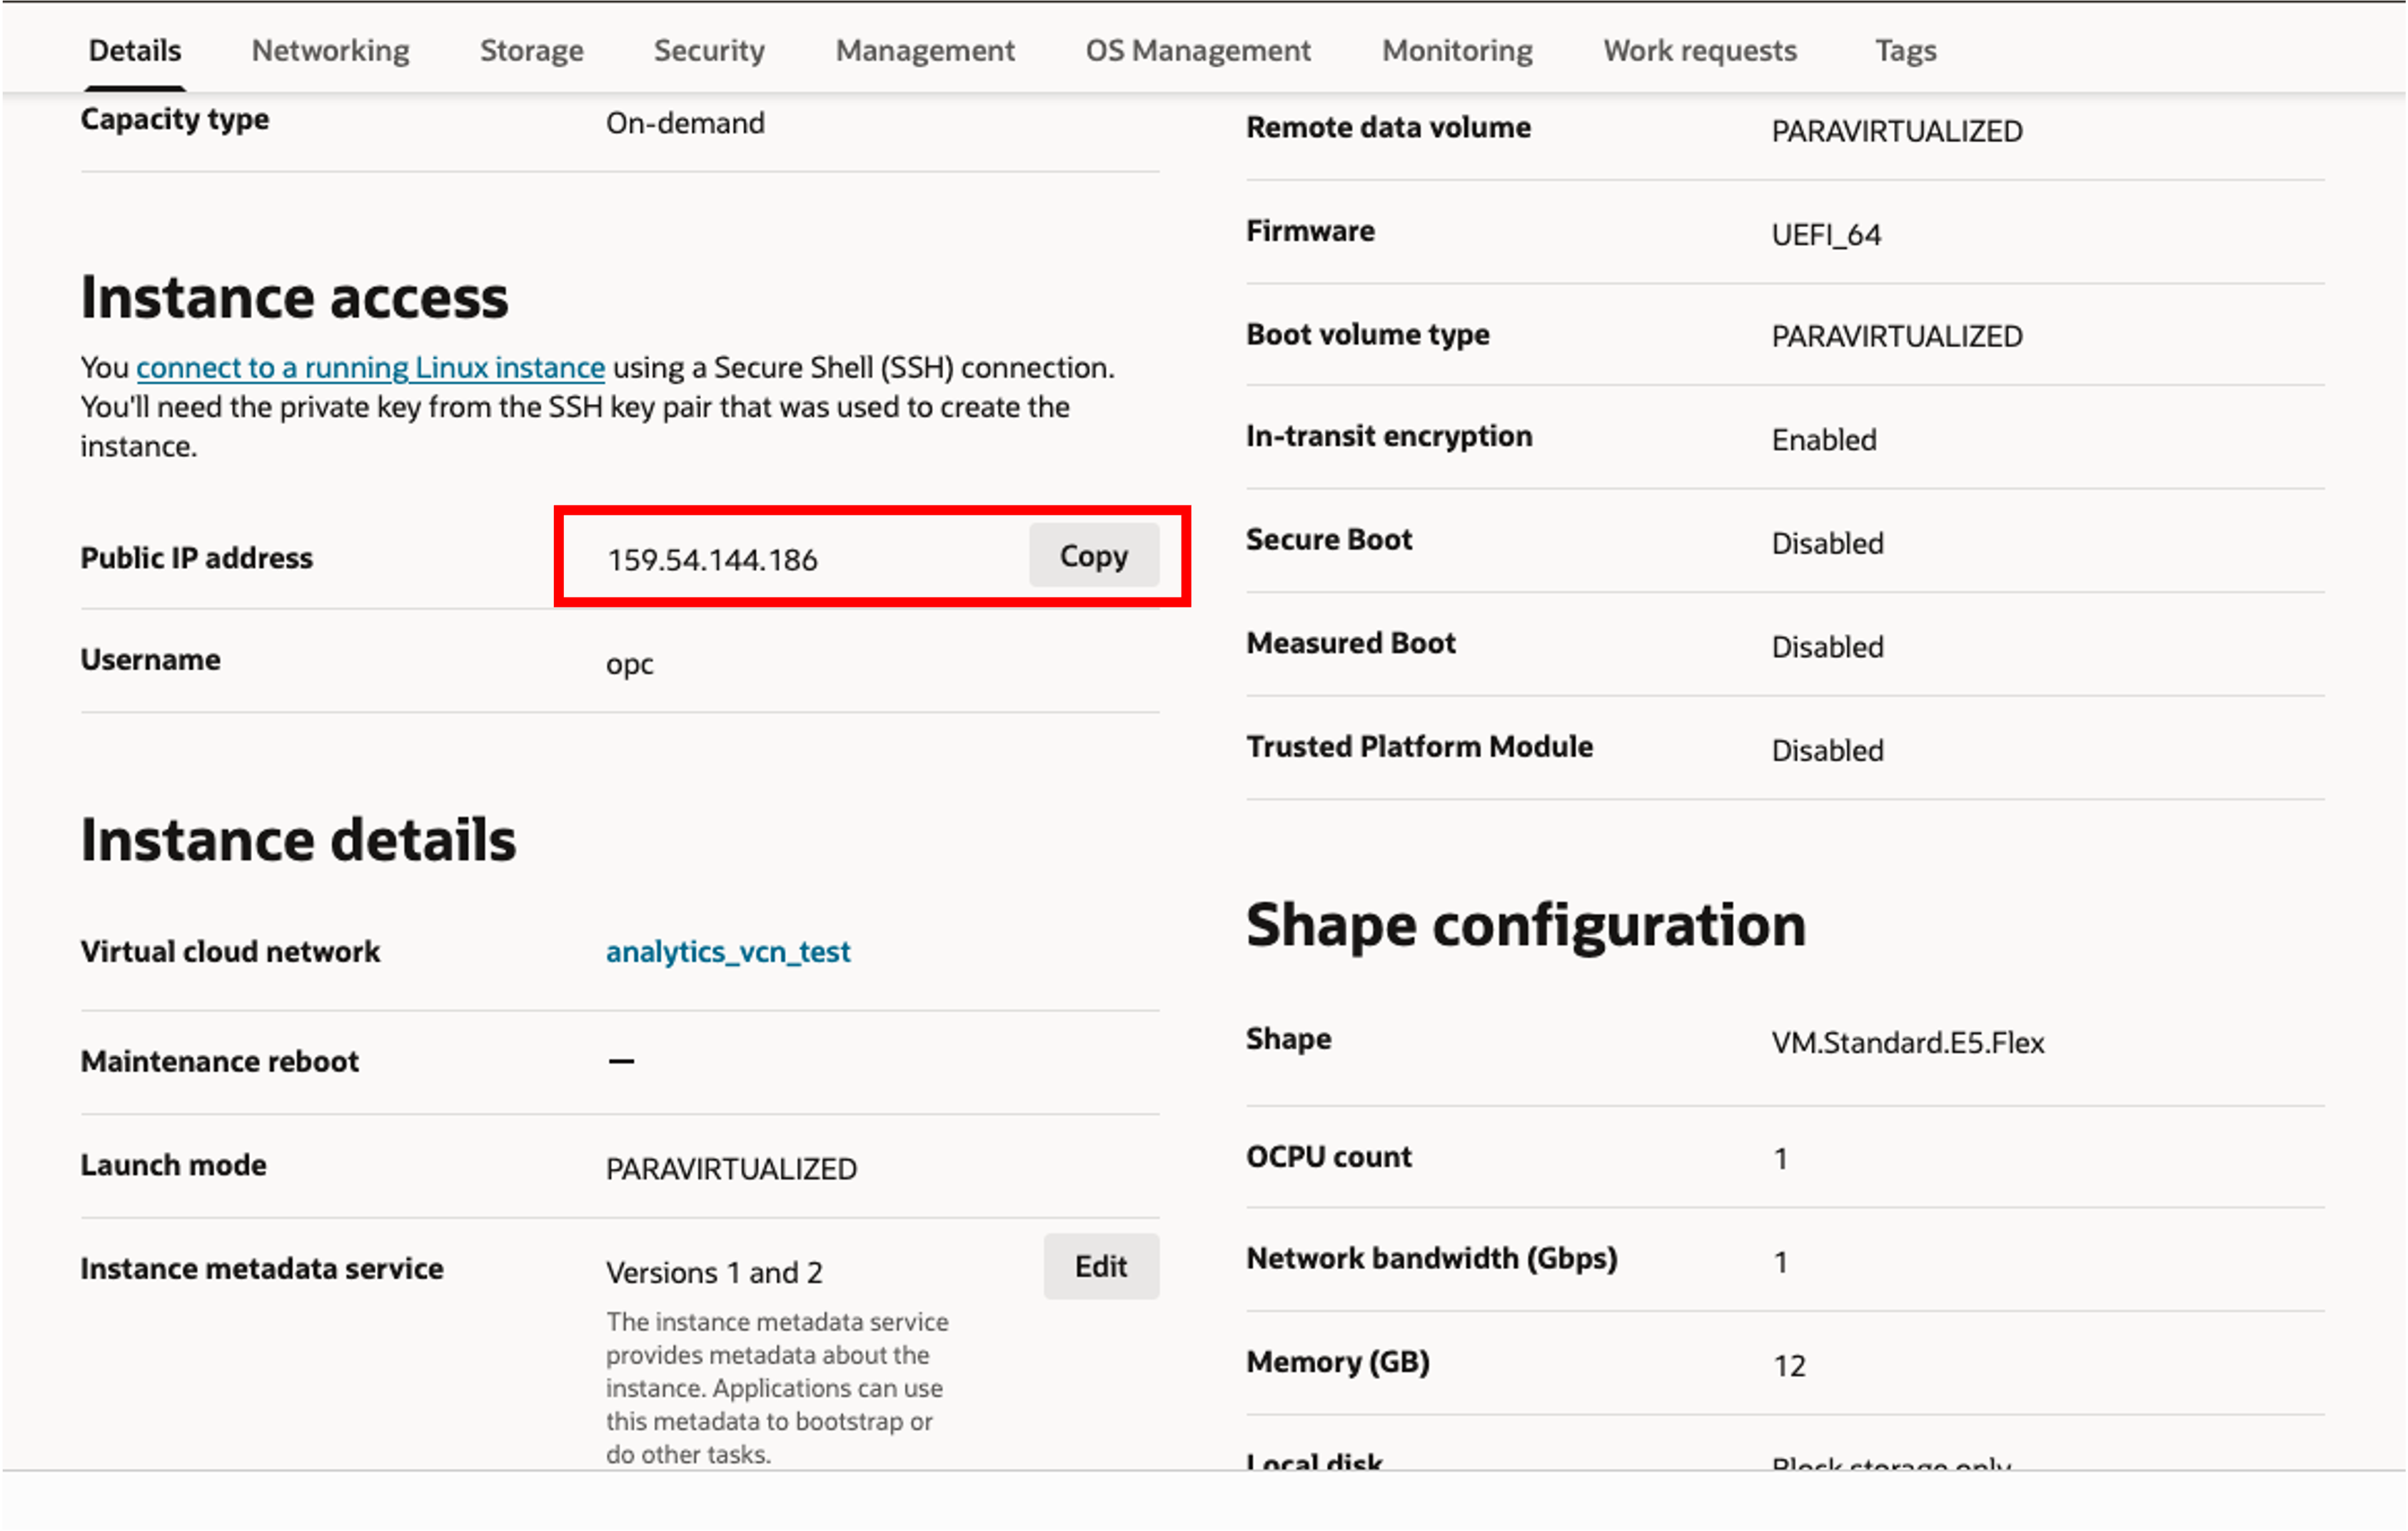 Details Networking Storage Security Management OS Management Monitoring Work requests Tags
Capacity type On-demand
Instance access
You connect to a running Linux instance using a Secure Shell (SSH) connection.
You'll need the private key from the SSH key pair that was used to create the
instance.
Public IP address 159.54.144.186 Copy
Username opc
Instance details
Virtual cloud network analytics_vcn_test
Maintenance reboot —
Launch mode PARAVIRTUALIZED
Instance metadata service Versions 1 and 2 Edit
The instance metadata service
provides metadata about the
instance. Applications can use
this metadata to bootstrap or
do other tasks.
Remote data volume PARAVIRTUALIZED
Firmware UEFI_64
Boot volume type PARAVIRTUALIZED
In-transit encryption Enabled
Secure Boot Disabled
Measured Boot Disabled
Trusted Platform Module Disabled
Shape configuration
Shape VM.Standard.E5.Flex
OCPU count 1
Network bandwidth (Gbps) 1
Memory (GB) 12
Local disk Block storage only